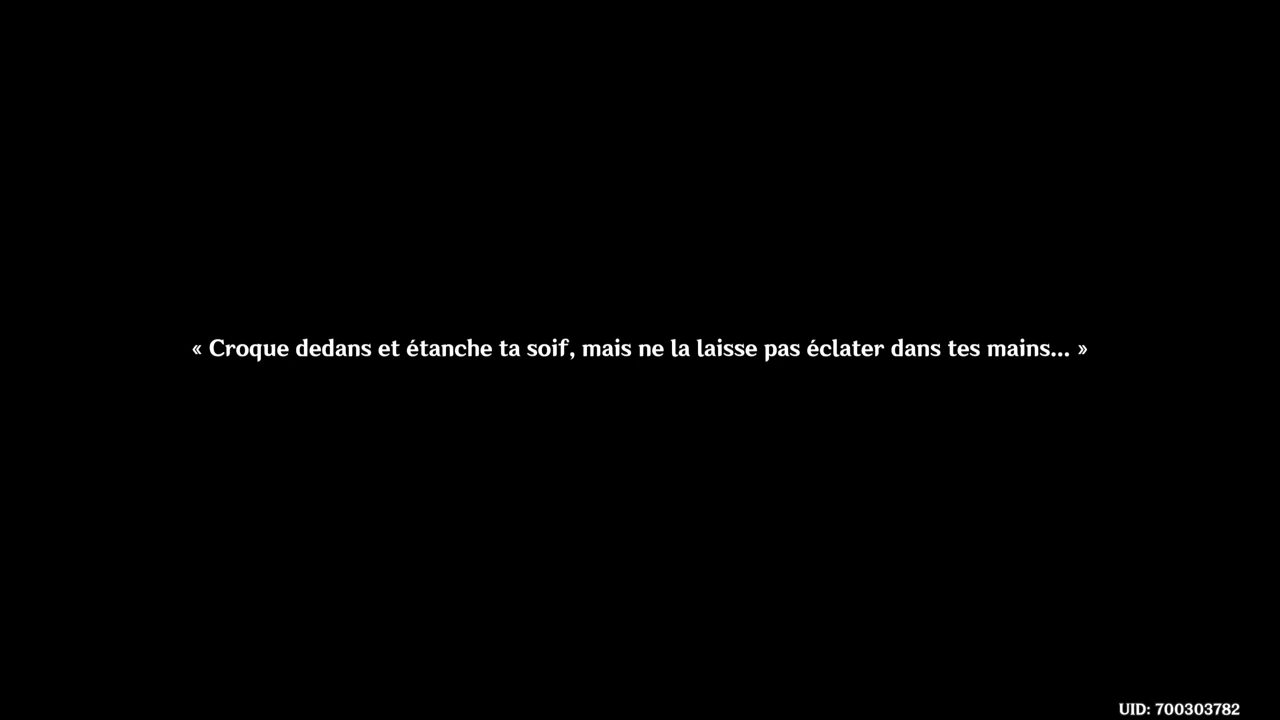 « Croque dedans et étanche ta soif, mais ne la laisse pas éclater dans tes mains... »
UID: 700303782